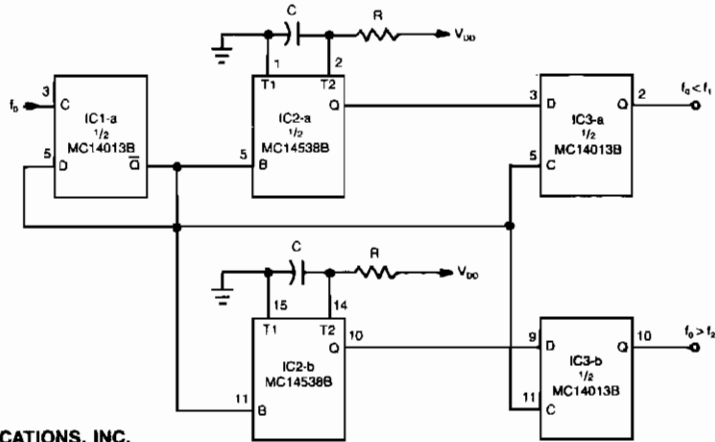 C
R
V_DD
1
2
T1
T2
3
f_0
C
IC1-a
1/2
MC14013B
5
D
Q̅
IC2-a
1/2
MC14538B
Q
5
B
3
D
Q
2
f_0 < f_1
IC3-a
1/2
MC14013B
5
C
C
R
V_DD
15
14
T1
T2
10
Q
IC2-b
MC14538B
11
B
9
D
Q
10
f_0 > f_2
IC3-b
1/2
MC14013B
11
C
CATIONS, INC.